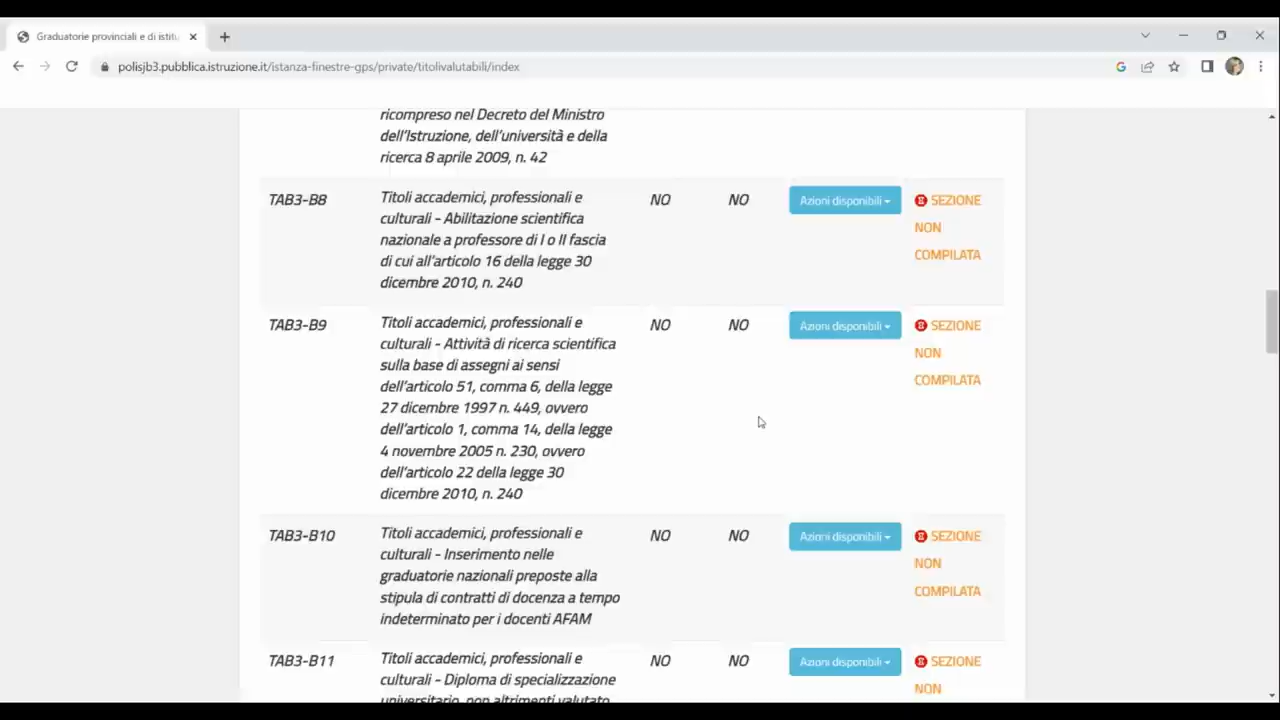 Graduatorie provinciali e di istitu
polisjb3.pubblica.istruzione.it/istanza-finestre-gps/private/titolivalutabili/index
ricompreso nel Decreto del Ministro
dell'Istruzione, dell'università e della
ricerca 8 aprile 2009, n. 42
TAB3-B8
Titoli accademici, professionali e
culturali - Abilitazione scientifica
nazionale a professore di I o II fascia
di cui all'articolo 16 della legge 30
dicembre 2010, n. 240
NO
NO
Azioni disponibili
SEZIONE
NON
COMPILATA
TAB3-B9
Titoli accademici, professionali e
culturali - Attività di ricerca scientifica
sulla base di assegni ai sensi
dell'articolo 51, comma 6, della legge
27 dicembre 1997 n. 449, ovvero
dell'articolo 1, comma 14, della legge
4 novembre 2005 n. 230, ovvero
dell'articolo 22 della legge 30
dicembre 2010, n. 240
NO
NO
Azioni disponibili
SEZIONE
NON
COMPILATA
TAB3-B10
Titoli accademici, professionali e
culturali - Inserimento nelle
graduatorie nazionali preposte alla
stipula di contratti di docenza a tempo
indeterminato per i docenti AFAM
NO
NO
Azioni disponibili
SEZIONE
NON
COMPILATA
TAB3-B11
Titoli accademici, professionali e
culturali - Diploma di specializzazione
universitario, non altrimenti valutato
NO
NO
Azioni disponibili
SEZIONE
NON